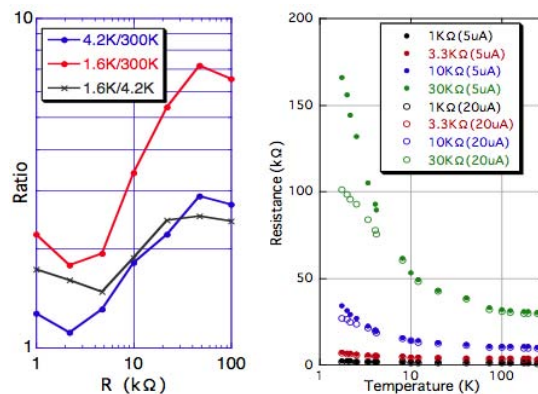 10
4.2K/300K
1.6K/300K
1.6K/4.2K
Ratio
1
1
10
100
R (kΩ)
200
150
100
50
0
Resistance (kΩ)
1KΩ(5uA)
3.3KΩ(5uA)
10KΩ(5uA)
30KΩ(5uA)
1KΩ(20uA)
3.3KΩ(20uA)
10KΩ(20uA)
30KΩ(20uA)
1
10
100
Temperature (K)